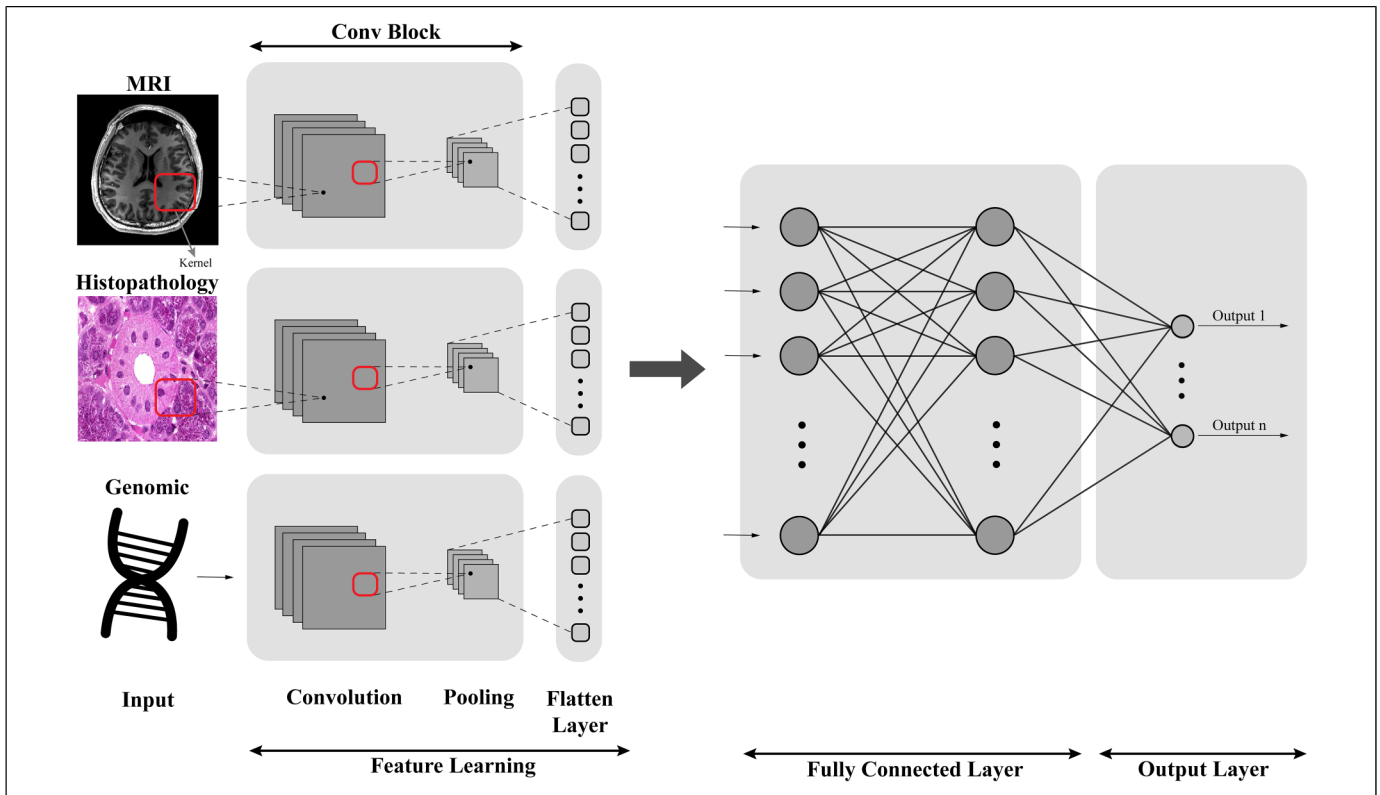 Conv Block
MRI
Kernel
Histopathology
Output 1
Output n
Genomic
Input
Convolution
Pooling
Flatten
Layer
Feature Learning
Fully Connected Layer
Output Layer